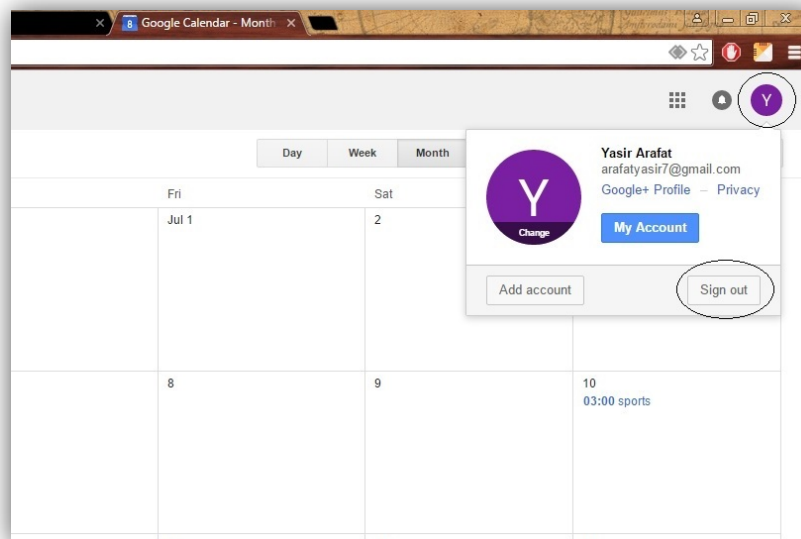 8 Google Calendar - Month
Y
Day Week Month
Yasir Arafat
arafatyasir7@gmail.com
Google+ Profile – Privacy
Y
Change
My Account
Add account
Sign out
Fri Sat
Jul 1 2
8 9 10
03:00 sports